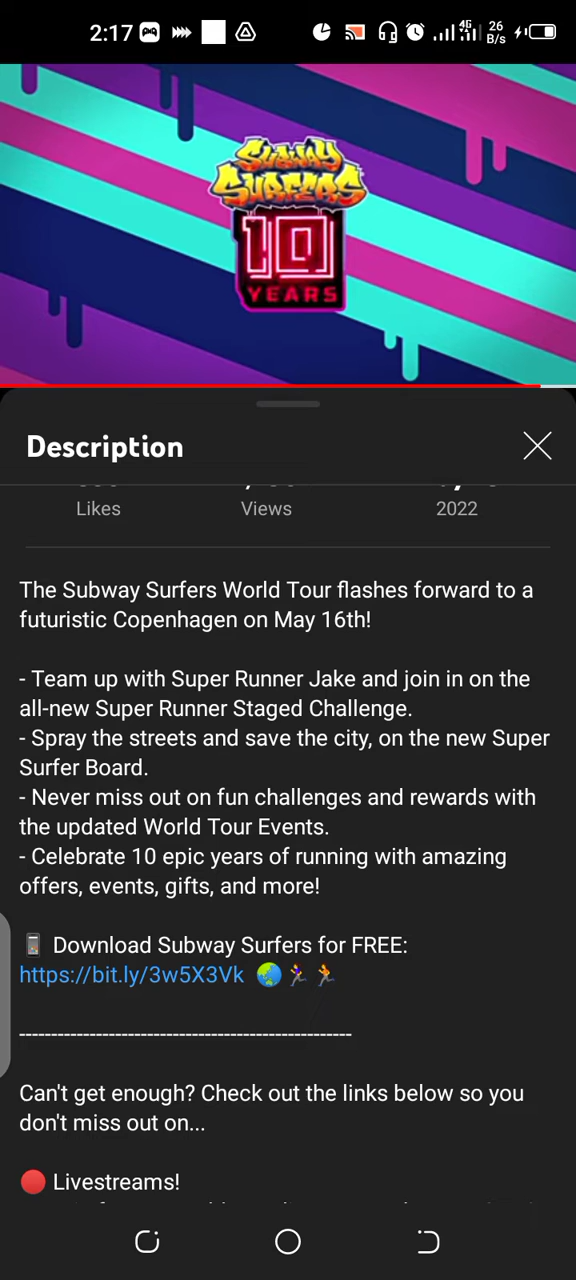 2:17
4G
26
B/s
SUBWAY
SURFERS
10
YEARS
Description
Likes Views 2022
The Subway Surfers World Tour flashes forward to a
futuristic Copenhagen on May 16th!
- Team up with Super Runner Jake and join in on the
all-new Super Runner Staged Challenge.
- Spray the streets and save the city, on the new Super
Surfer Board.
- Never miss out on fun challenges and rewards with
the updated World Tour Events.
- Celebrate 10 epic years of running with amazing
offers, events, gifts, and more!
📱 Download Subway Surfers for FREE:
https://bit.ly/3w5X3Vk 🌏🏃‍♀️🏃
----------------------------------------------------
Can't get enough? Check out the links below so you
don't miss out on...
🔴 Livestreams!